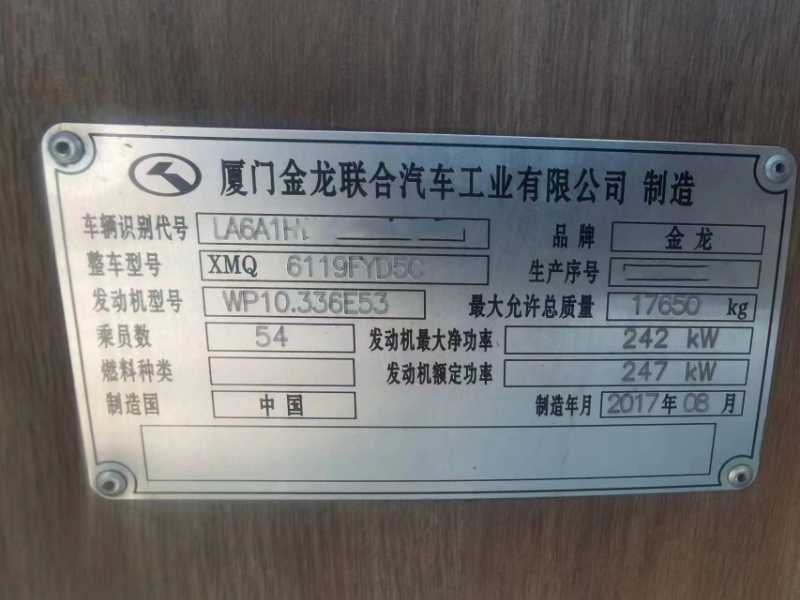 厦门金龙联合汽车工业有限公司 制造
车辆识别代号 LA6A1H 品牌 金龙
整车型号 XMQ 6119FYD5C 生产序号
发动机型号 WP10.336E53 最大允许总质量 17650 kg
乘员数 54 发动机最大净功率 242 kW
燃料种类 发动机额定功率 247 kW
制造国 中国 制造年月 2017年08月